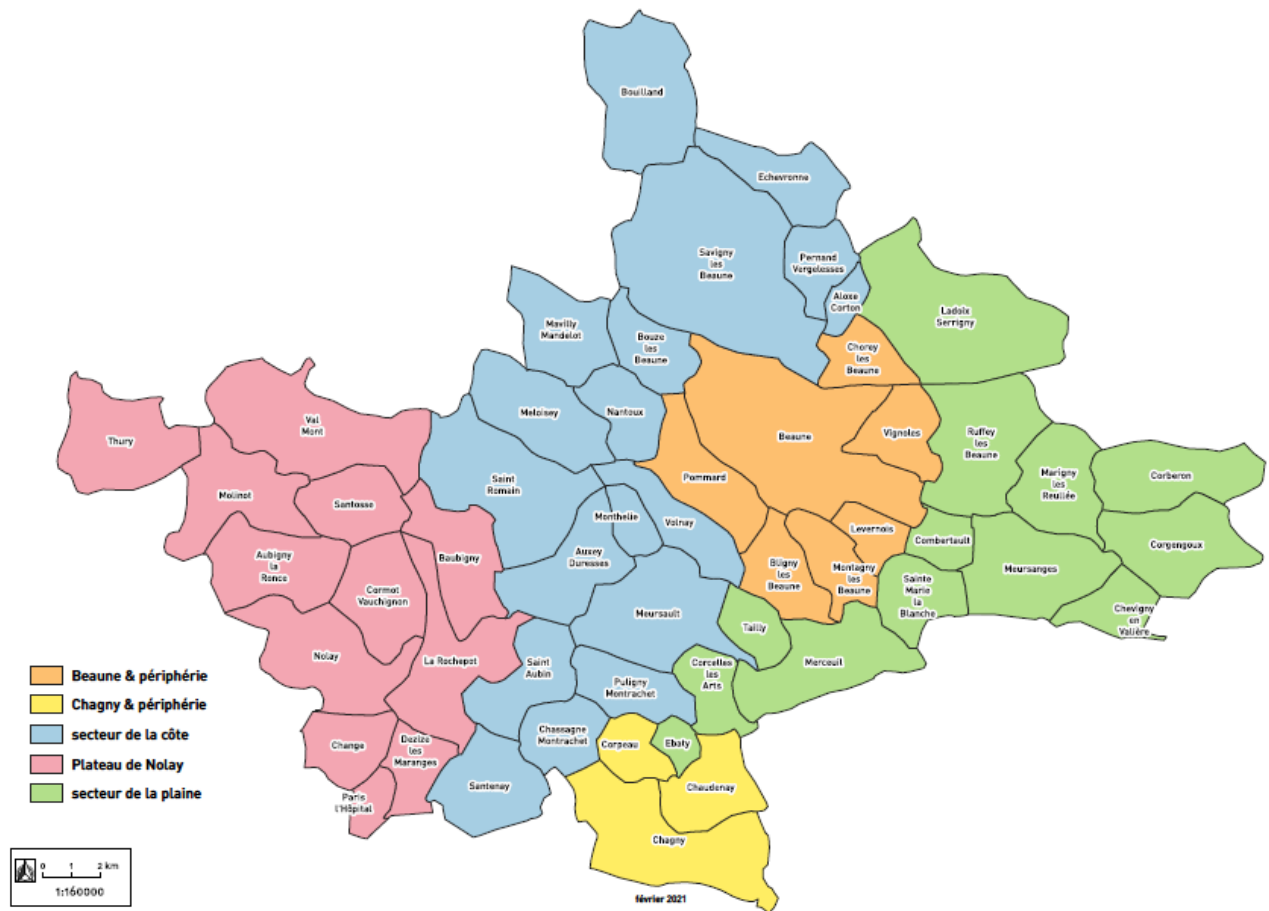 Bouilland
Echevronne
Savigny
les
Beaune
Pernand
Vergelesses
Aloxe
Corton
Ladoix
Serrigny
Mavilly
Mandelot
Bouze
les
Beaune
Chorey
les
Beaune
Meloisey
Nantoux
Beaune
Vignoles
Thury
Val
Mont
Ruffey
les
Beaune
Marigny
les
Reullée
Corberon
Molinot
Santosse
Saint
Romain
Pommard
Monthelie
Volnay
Levernois
Combertault
Corgengoux
Aubigny
la
Ronce
Baubigny
Auxey
Duresses
Bligny
les
Beaune
Montagny
les
Beaune
Meursanges
Cormot
Vauchignon
Sainte
Marie
la
Blanche
Meursault
Chevigny
en
Valière
Tailly
Nolay
La Rochepot
Saint
Aubin
Corcelles
les
Arts
Merceuil
Puligny
Montrachet
Change
Dezize
les
Maranges
Chassagne
Montrachet
Corpeau
Ebaty
Santenay
Chaudenay
Paris
l'Hôpital
Chagny
Beaune & périphérie
Chagny & périphérie
secteur de la côte
Plateau de Nolay
secteur de la plaine
0 1 2 km
1:160000
février 2021